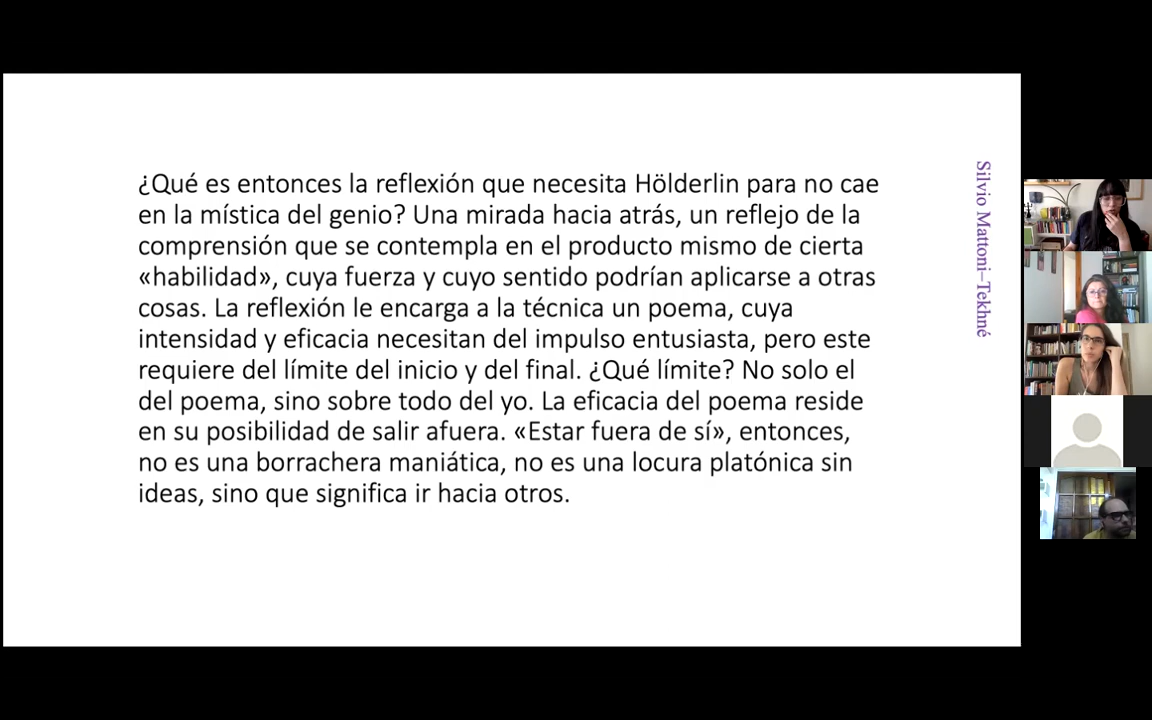 ¿Qué es entonces la reflexión que necesita Hölderlin para no cae
en la mística del genio? Una mirada hacia atrás, un reflejo de la
comprensión que se contempla en el producto mismo de cierta
«habilidad», cuya fuerza y cuyo sentido podrían aplicarse a otras
cosas. La reflexión le encarga a la técnica un poema, cuya
intensidad y eficacia necesitan del impulso entusiasta, pero este
requiere del límite del inicio y del final. ¿Qué límite? No solo el
del poema, sino sobre todo del yo. La eficacia del poema reside
en su posibilidad de salir afuera. «Estar fuera de sí», entonces,
no es una borrachera maniática, no es una locura platónica sin
ideas, sino que significa ir hacia otros.
Silvio Mattoni–Tekhné